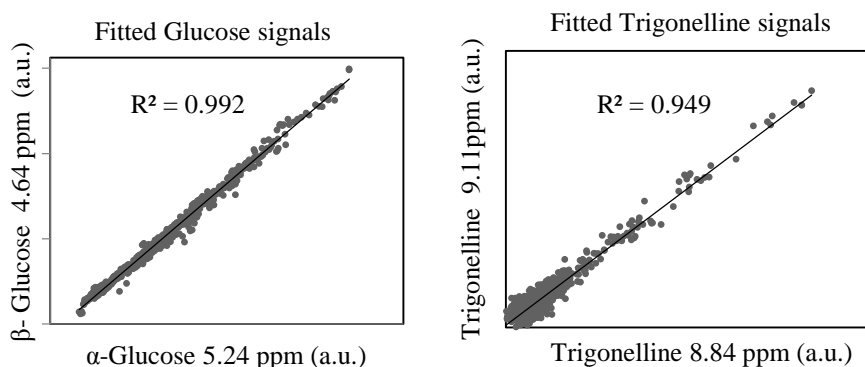 Fitted Glucose signals
R² = 0.992
β- Glucose 4.64 ppm (a.u.)
α-Glucose 5.24 ppm (a.u.)
Fitted Trigonelline signals
R² = 0.949
Trigonelline 9.11ppm (a.u.)
Trigonelline 8.84 ppm (a.u.)